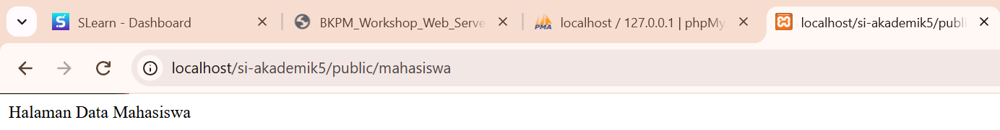 SLearn - Dashboard
BKPM_Workshop_Web_Serve
localhost / 127.0.0.1 | phpMy
localhost/si-akademik5/publi
localhost/si-akademik5/public/mahasiswa
Halaman Data Mahasiswa